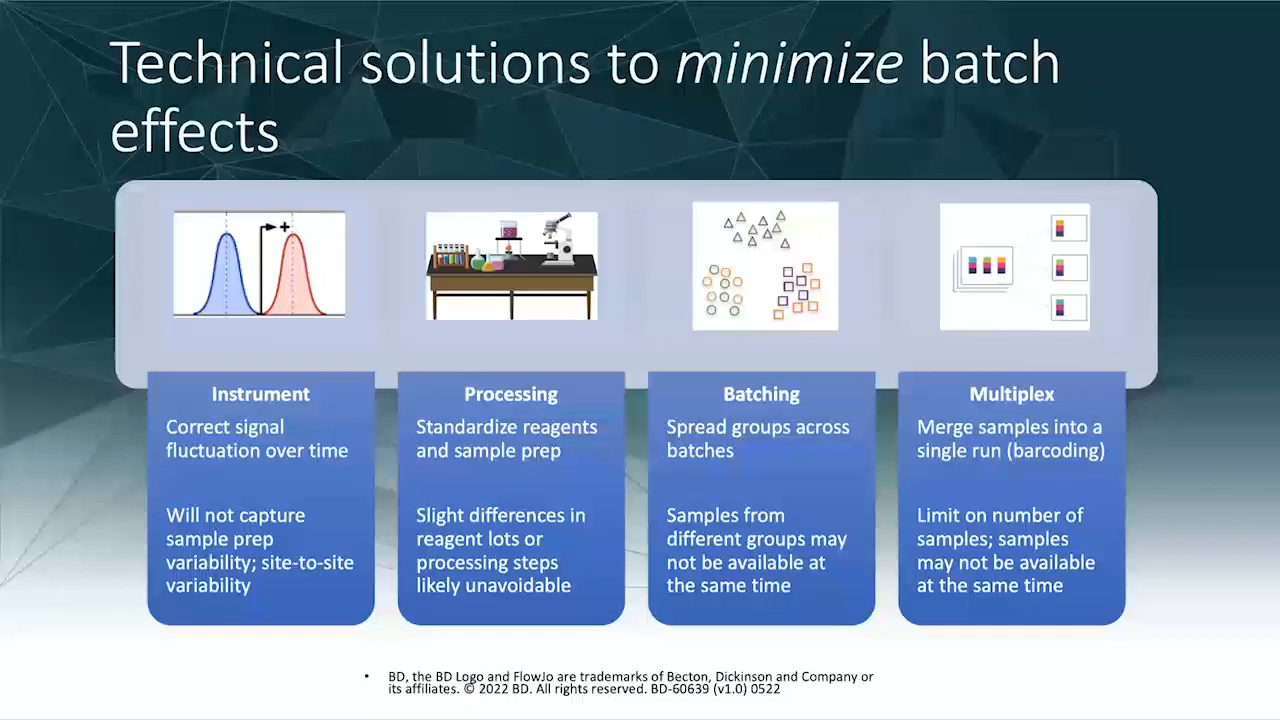 Technical solutions to minimize batch
effects
Instrument
Correct signal
fluctuation over time
Will not capture
sample prep
variability; site-to-site
variability
Processing
Standardize reagents
and sample prep
Slight differences in
reagent lots or
processing steps
likely unavoidable
Batching
Spread groups across
batches
Samples from
different groups may
not be available at
the same time
Multiplex
Merge samples into a
single run (barcoding)
Limit on number of
samples; samples
may not be available
at the same time
• BD, the BD Logo and FlowJo are trademarks of Becton, Dickinson and Company or
its affiliates. © 2022 BD. All rights reserved. BD-60639 (v1.0) 0522